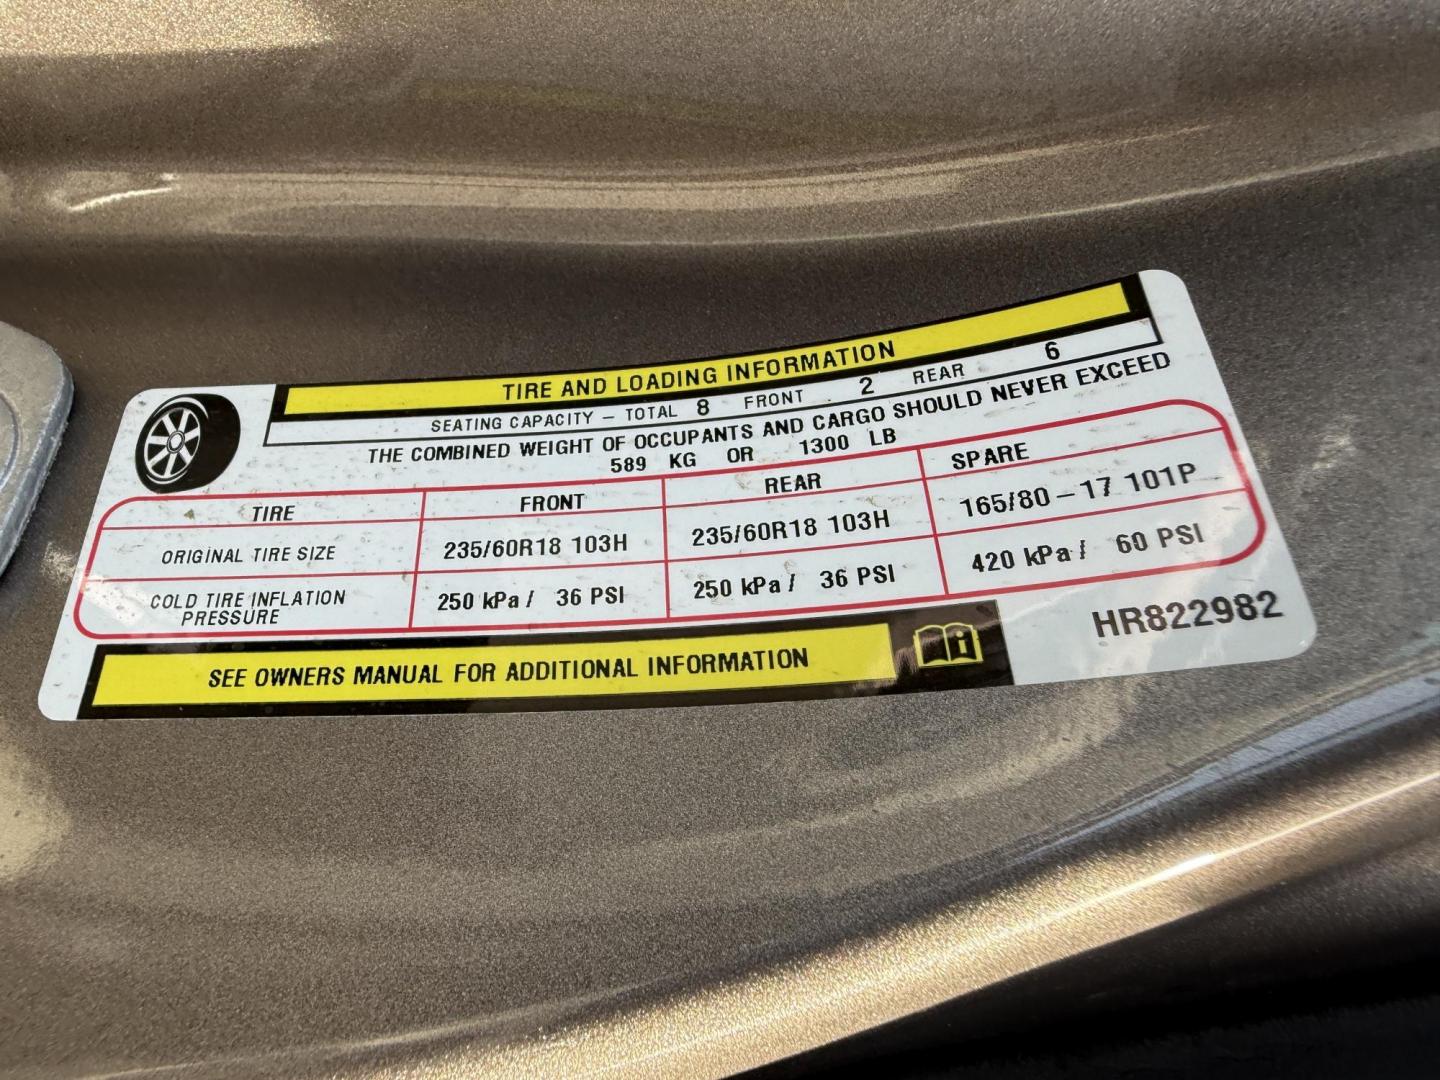 TIRE AND LOADING INFORMATION
SEATING CAPACITY – TOTAL 8 FRONT 2 REAR 6
THE COMBINED WEIGHT OF OCCUPANTS AND CARGO SHOULD NEVER EXCEED
589 KG OR 1300 LB
TIRE FRONT REAR SPARE
ORIGINAL TIRE SIZE 235/60R18 103H 235/60R18 103H 165/80 – 17 101P
COLD TIRE INFLATION PRESSURE 250 kPa / 36 PSI 250 kPa / 36 PSI 420 kPa / 60 PSI
SEE OWNERS MANUAL FOR ADDITIONAL INFORMATION
HR822982